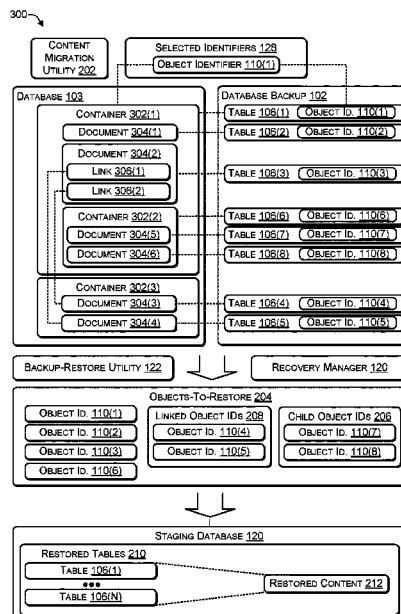 300
CONTENT MIGRATION UTILITY 202
SELECTED IDENTIFIERS 128
OBJECT IDENTIFIER 110(1)
DATABASE 103
DATABASE BACKUP 102
CONTAINER 302(1)
TABLE 106(1) OBJECT ID. 110(1)
DOCUMENT 304(1)
TABLE 106(2) OBJECT ID. 110(2)
DOCUMENT 304(2)
LINK 306(1)
TABLE 106(3) OBJECT ID. 110(3)
LINK 306(2)
CONTAINER 302(2)
TABLE 106(6) OBJECT ID. 110(6)
DOCUMENT 304(5)
TABLE 106(7) OBJECT ID. 110(7)
DOCUMENT 304(6)
TABLE 106(8) OBJECT ID. 110(8)
CONTAINER 302(3)
DOCUMENT 304(3)
TABLE 106(4) OBJECT ID. 110(4)
DOCUMENT 304(4)
TABLE 106(5) OBJECT ID. 110(5)
BACKUP-RESTORE UTILITY 122
RECOVERY MANAGER 120
OBJECTS-TO-RESTORE 204
OBJECT ID. 110(1)
OBJECT ID. 110(2)
OBJECT ID. 110(3)
OBJECT ID. 110(6)
LINKED OBJECT IDS 208
OBJECT ID. 110(4)
OBJECT ID. 110(5)
CHILD OBJECT IDS 206
OBJECT ID. 110(7)
OBJECT ID. 110(8)
STAGING DATABASE 120
RESTORED TABLES 210
TABLE 106(1)
•••
TABLE 106(N)
RESTORED CONTENT 212